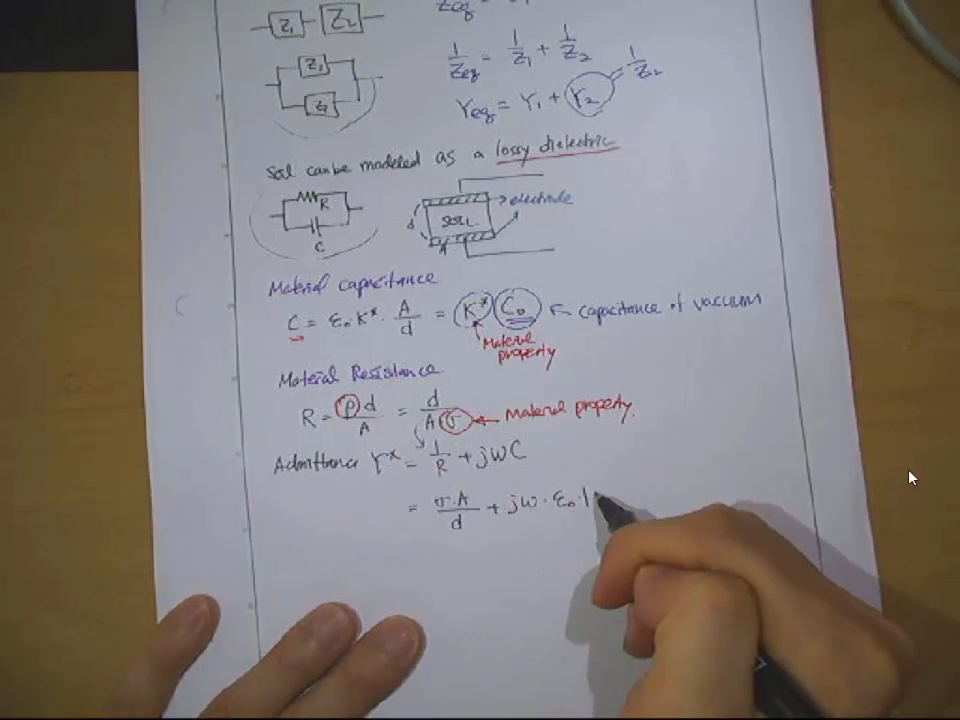 Z1 Z2
Zeq =
Z1
Z2
1/Zeq = 1/Z1 + 1/Z2
Yeq = Y1 + Y2 = 1/Z2
Soil can be modeled as a lossy dielectric
R
C
d SOIL A → electrode
Material capacitance
C = ε0 K* · A/d = K* C0 ← capacitance of vacuum
Material property
Material Resistance
R = ρd/A = d/Aσ ← Material property.
Admittance Y* = 1/R + jωC
= σ·A/d + jω·ε0·